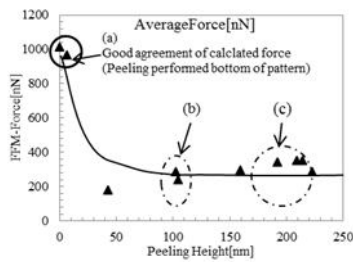 AverageForce[nN]
(a)
Good agreement of calclated force
(Peeling performed bottom of pattern)
(b)
(c)
FFM-Force[nN]
1200
1000
800
600
400
200
0
0
50
100
150
200
250
Peeling Height[nm]